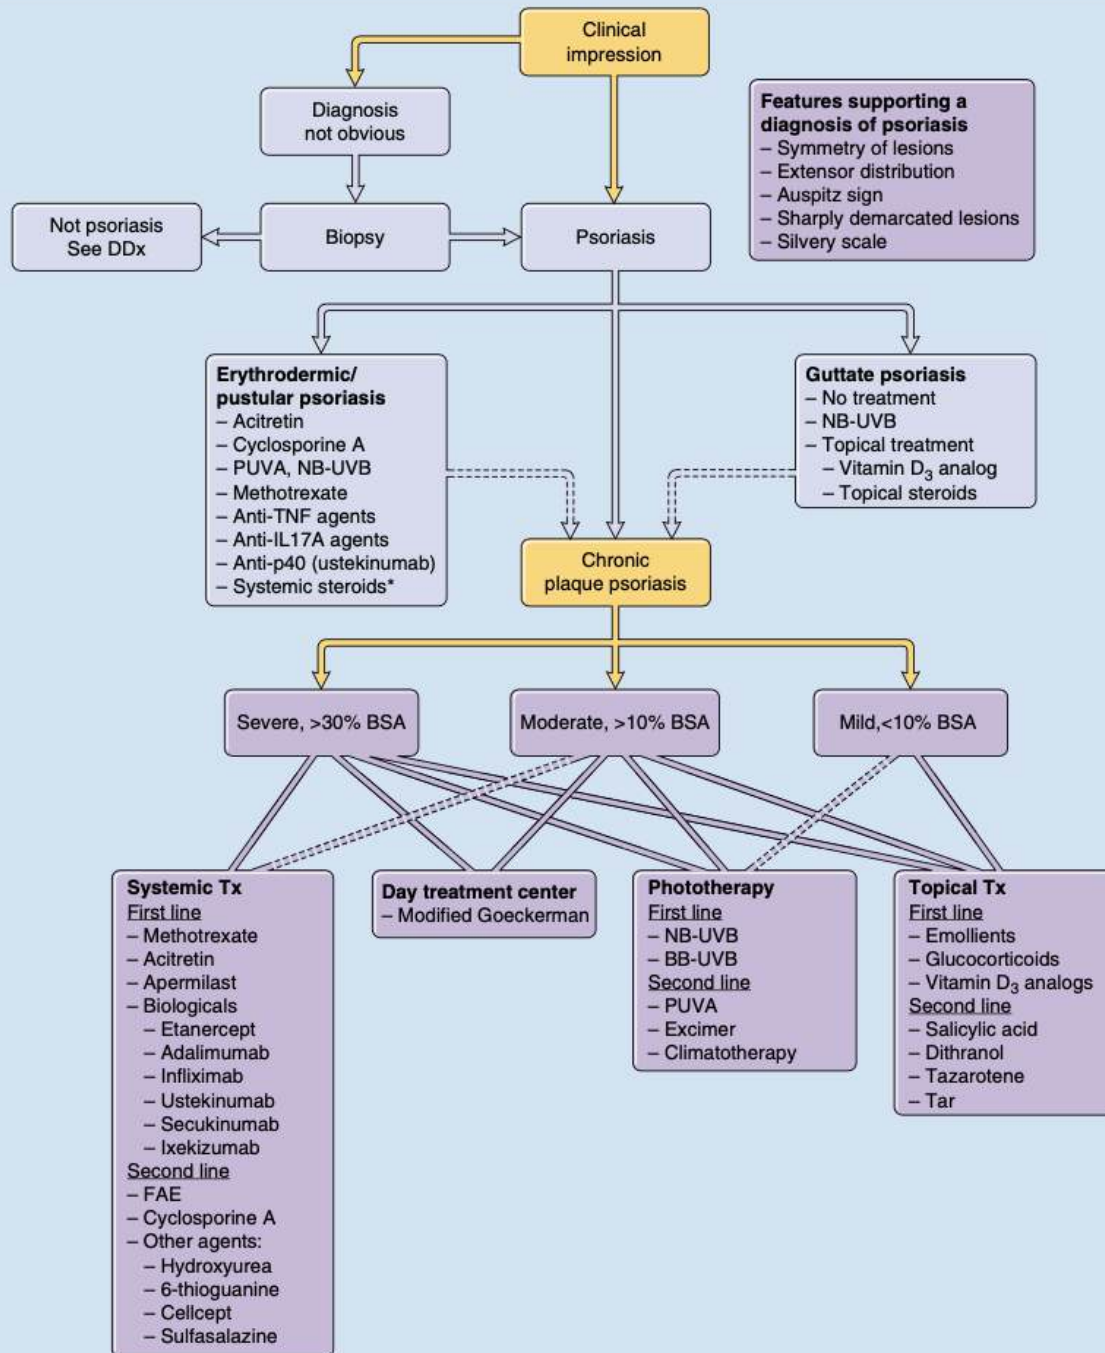 Clinical
impression
Diagnosis
not obvious
Features supporting a
diagnosis of psoriasis
– Symmetry of lesions
– Extensor distribution
– Auspitz sign
– Sharply demarcated lesions
– Silvery scale
Not psoriasis
See DDx
Biopsy
Psoriasis
Erythrodermic/
pustular psoriasis
– Acitretin
– Cyclosporine A
– PUVA, NB-UVB
– Methotrexate
– Anti-TNF agents
– Anti-IL17A agents
– Anti-p40 (ustekinumab)
– Systemic steroids*
Guttate psoriasis
– No treatment
– NB-UVB
– Topical treatment
– Vitamin D3 analog
– Topical steroids
Chronic
plaque psoriasis
Severe, >30% BSA
Moderate, >10% BSA
Mild,<10% BSA
Systemic Tx
First line
– Methotrexate
– Acitretin
– Apermilast
– Biologicals
– Etanercept
– Adalimumab
– Infliximab
– Ustekinumab
– Secukinumab
– Ixekizumab
Second line
– FAE
– Cyclosporine A
– Other agents:
– Hydroxyurea
– 6-thioguanine
– Cellcept
– Sulfasalazine
Day treatment center
– Modified Goeckerman
Phototherapy
First line
– NB-UVB
– BB-UVB
Second line
– PUVA
– Excimer
– Climatotherapy
Topical Tx
First line
– Emollients
– Glucocorticoids
– Vitamin D3 analogs
Second line
– Salicylic acid
– Dithranol
– Tazarotene
– Tar